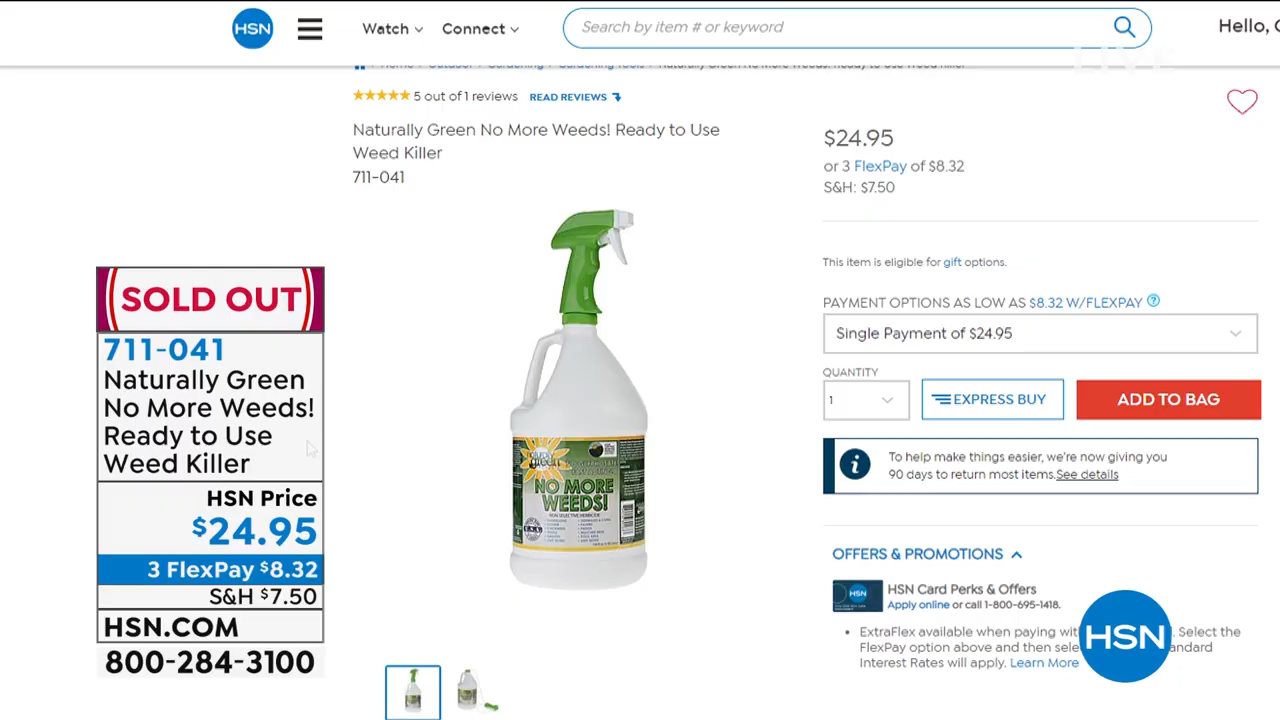 HSN
Watch
Connect
Search by item # or keyword
Hello,
LIVE
5 out of 1 reviews
READ REVIEWS
Naturally Green No More Weeds! Ready to Use
Weed Killer
711-041
$24.95
or 3 FlexPay of $8.32
S&H: $7.50
This item is eligible for gift options.
PAYMENT OPTIONS AS LOW AS $8.32 W/FLEXPAY ?
Single Payment of $24.95
QUANTITY
1
EXPRESS BUY
ADD TO BAG
i
To help make things easier, we're now giving you
90 days to return most items.See details
OFFERS & PROMOTIONS
HSN
HSN Card Perks & Offers
Apply online or call 1-800-695-1418.
• ExtraFlex available when paying
Select the
FlexPay option above and then
Interest Rates will apply. Learn More
HSN
SOLD OUT
711-041
Naturally Green
No More Weeds!
Ready to Use
Weed Killer
HSN Price
$24.95
3 FlexPay $8.32
S&H $7.50
HSN.COM
800-284-3100
naturally
green
NO MORE
WEEDS!